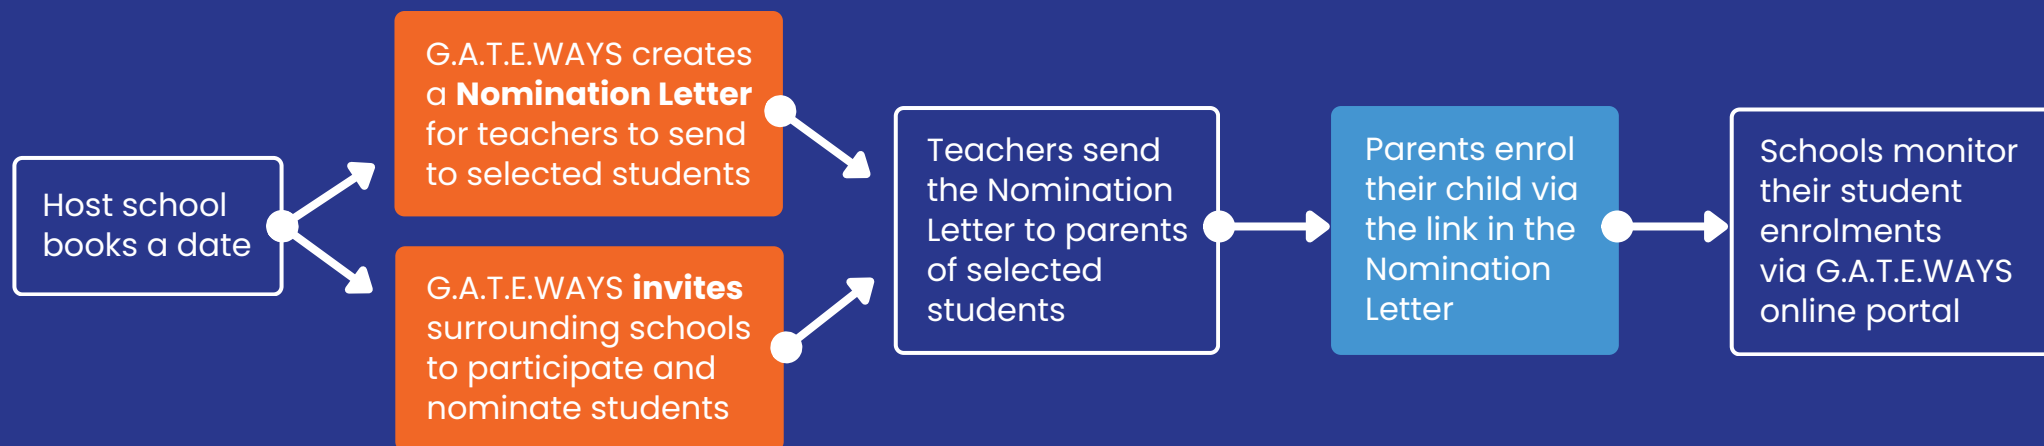 Host school
books a date
G.A.T.E.WAYS creates
a Nomination Letter
for teachers to send
to selected students
G.A.T.E.WAYS invites
surrounding schools
to participate and
nominate students
Teachers send
the Nomination
Letter to parents
of selected
students
Parents enrol
their child via
the link in the
Nomination
Letter
Schools monitor
their student
enrolments
via G.A.T.E.WAYS
online portal